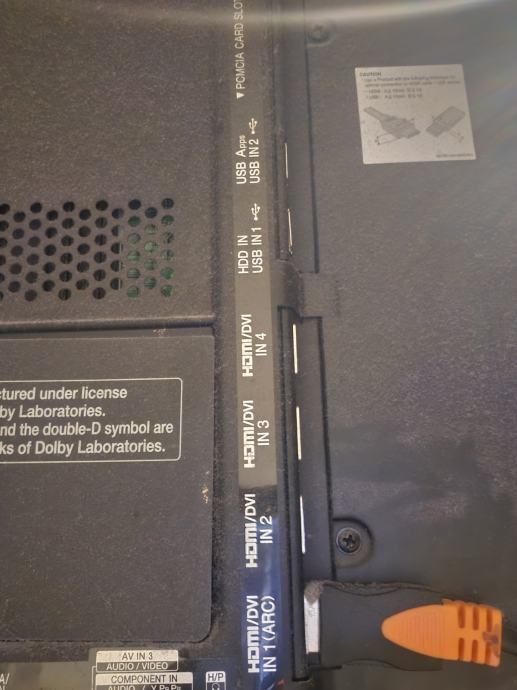 ▼ PCMCIA CARD SLOT
USB Apps
USB IN 2
HDD IN
USB IN 1
HDMI/DVI
IN 4
HDMI/DVI
IN 3
HDMI/DVI
IN 2
HDMI/DVI
IN 1(ARC)
ctured under license
by Laboratories.
and the double-D symbol are
ks of Dolby Laboratories.
AV IN 3
AUDIO / VIDEO
COMPONENT IN
H/P
CAUTION